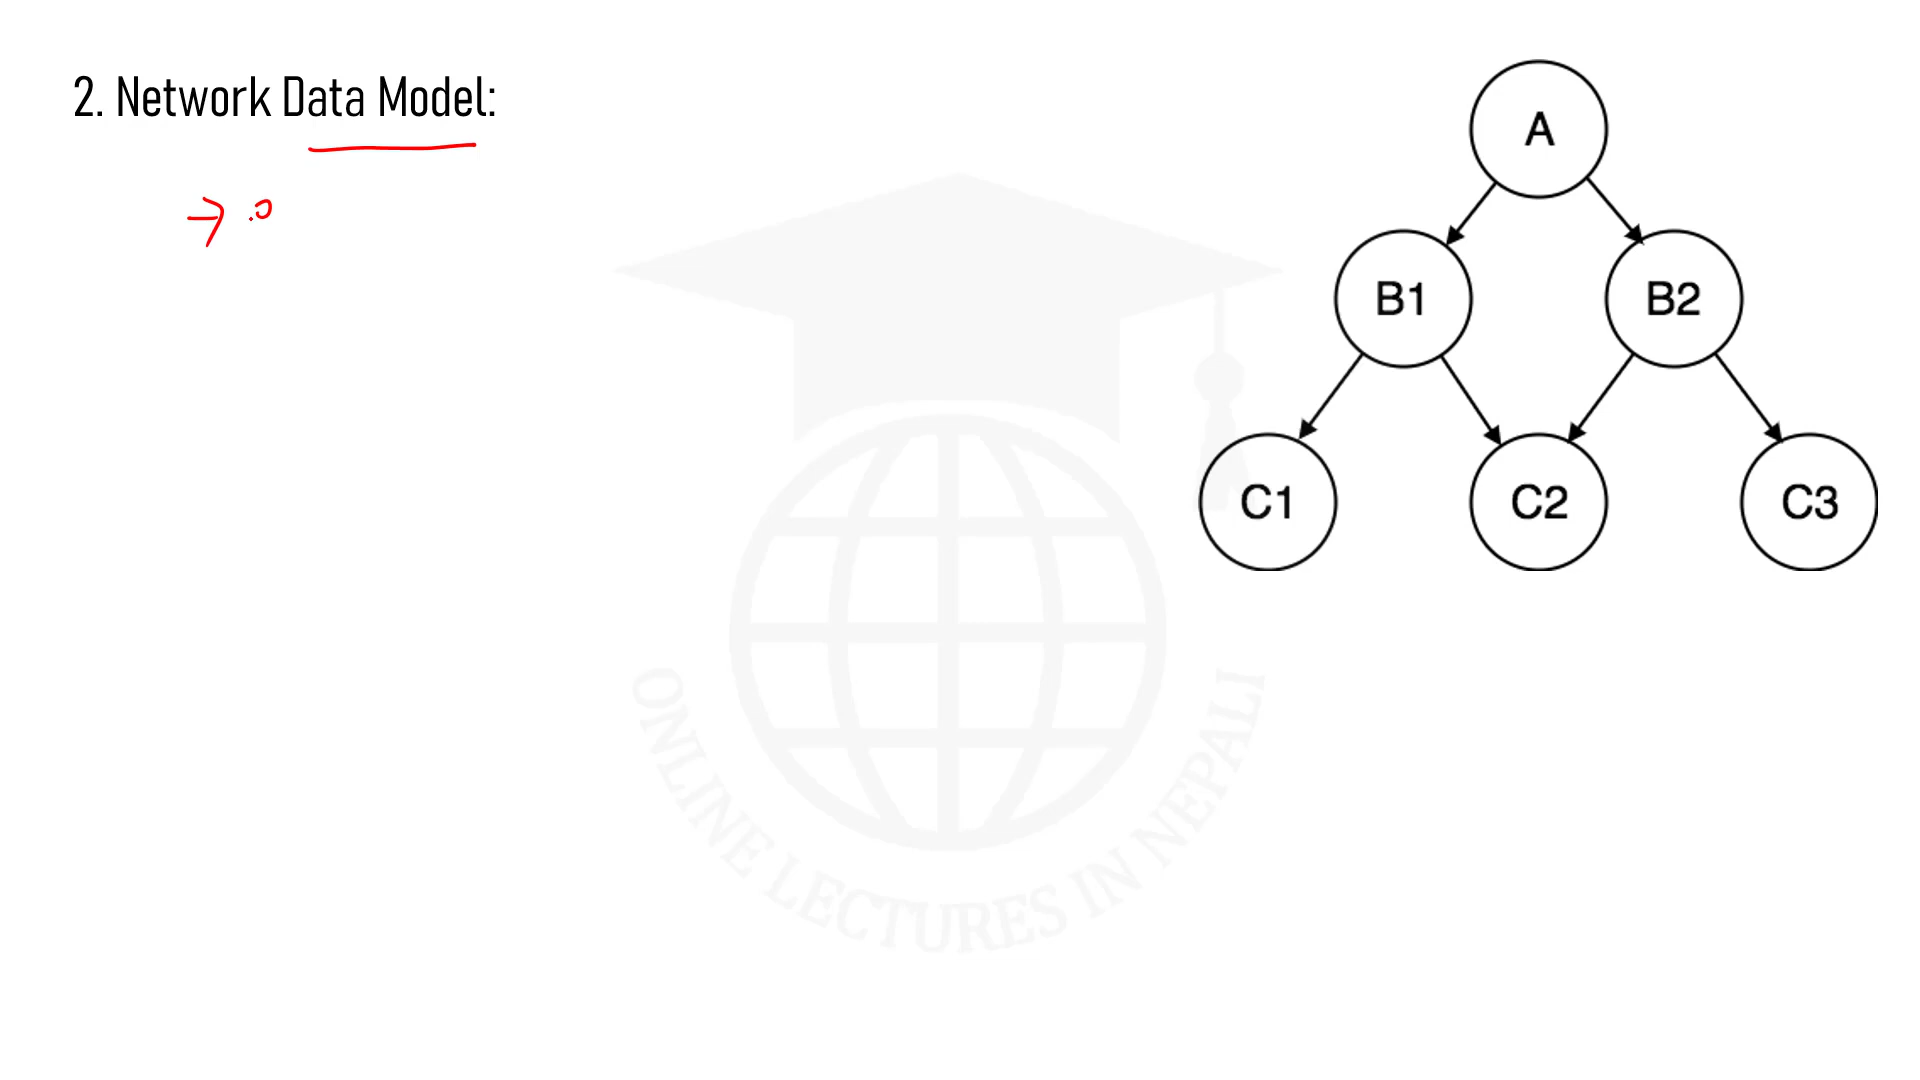 2. Network Data Model:
A
B1 B2
C1 C2 C3
ONLINE LECTURES IN NEPALI